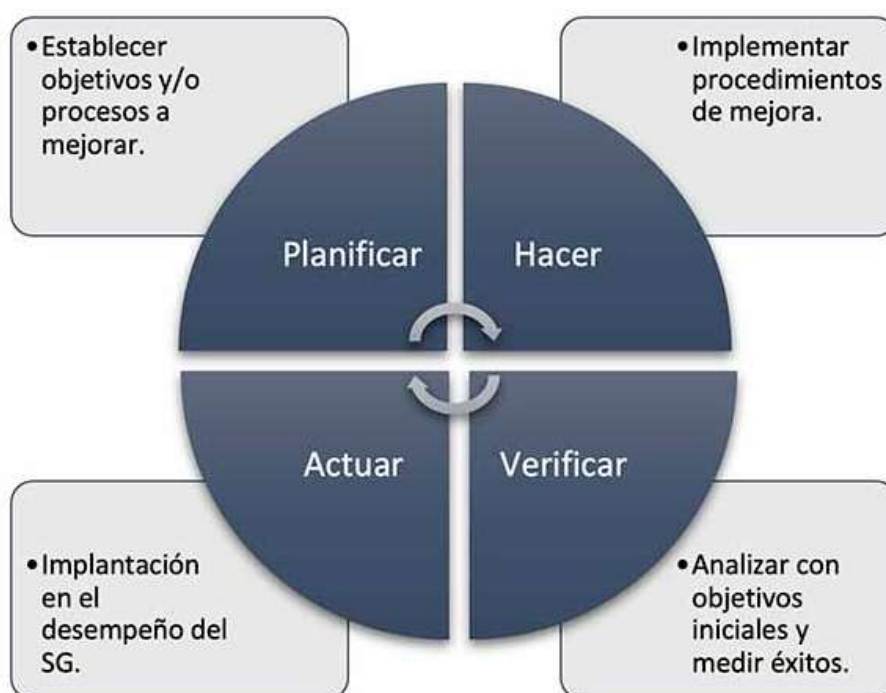 •Establecer
objetivos y/o
procesos a
mejorar.
•Implementar
procedimientos
de mejora.
Planificar
Hacer
Actuar
Verificar
•Implantación
en el
desempeño del
SG.
•Analizar con
objetivos
iniciales y
medir éxitos.